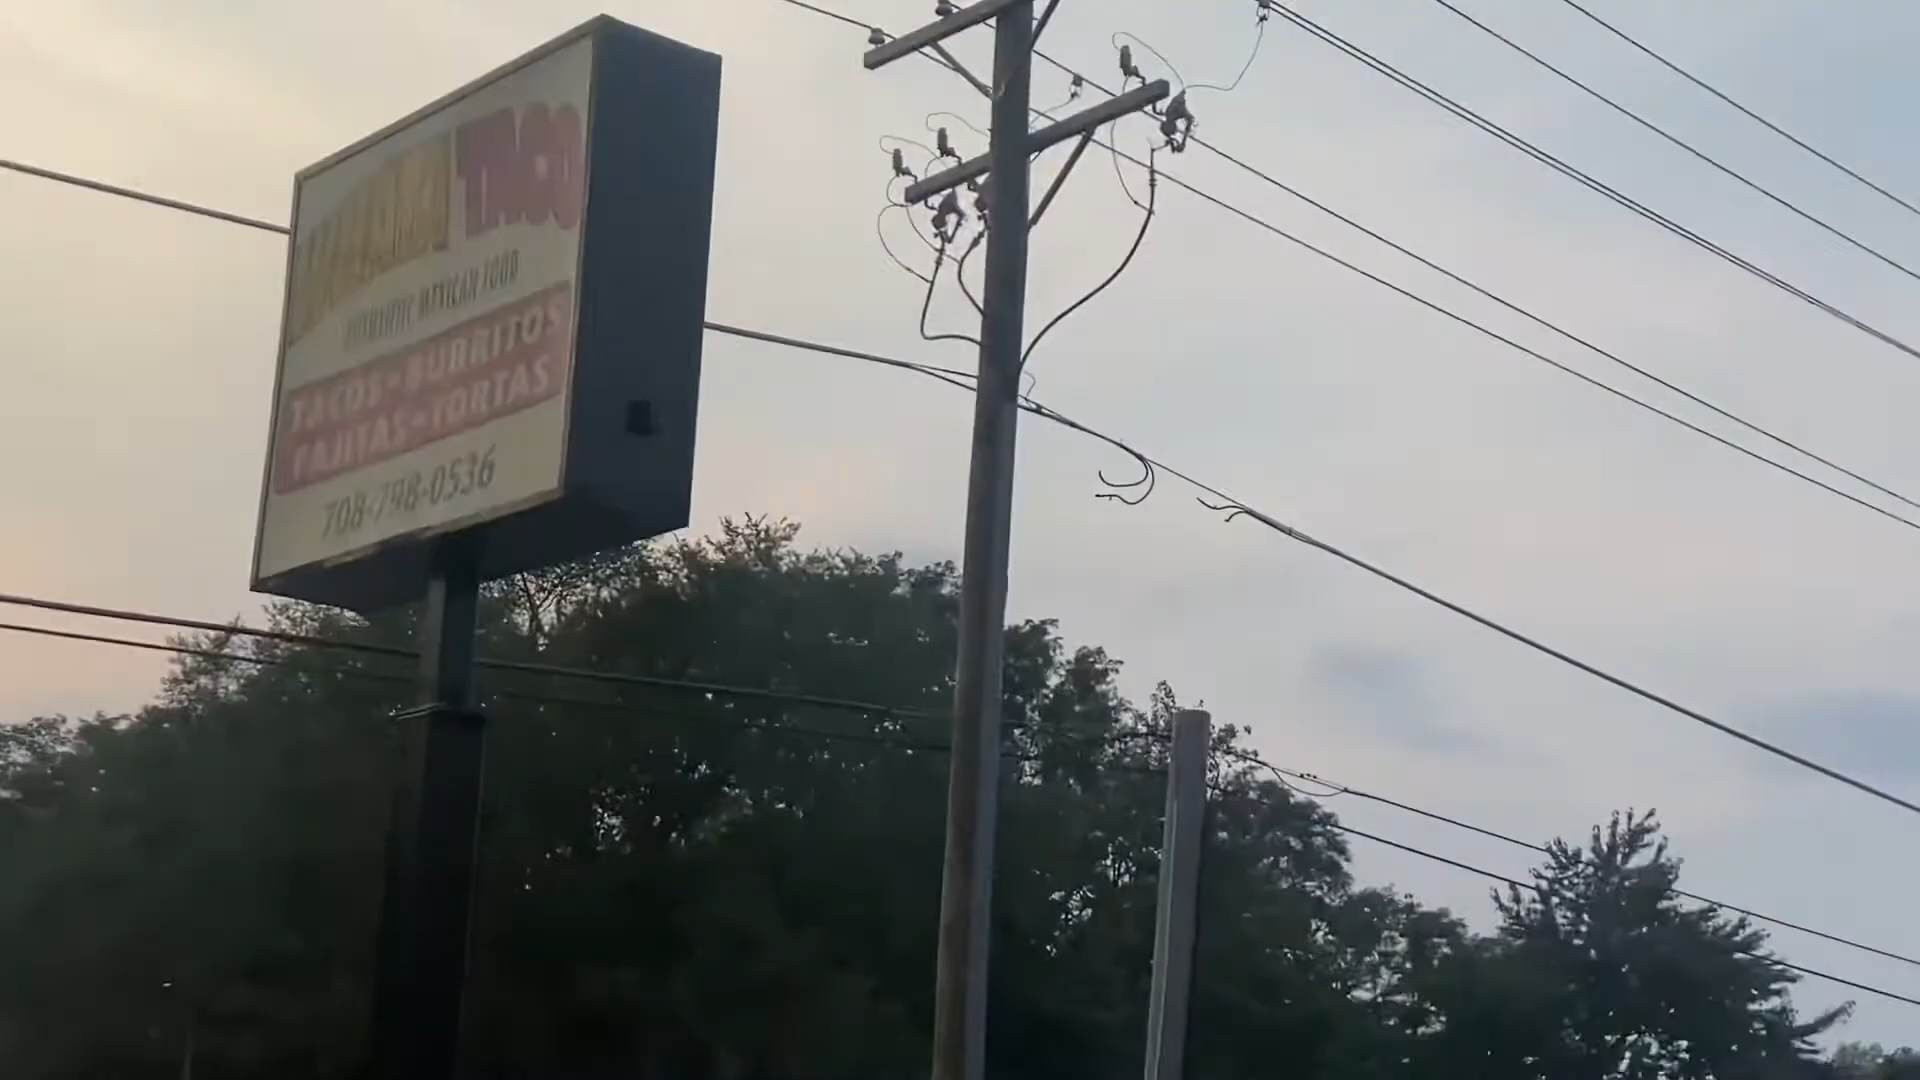 TACO
AUTHENTIC MEXICAN FOOD
TACOS-BURRITOS
FAJITAS-TORTAS
708-798-0536